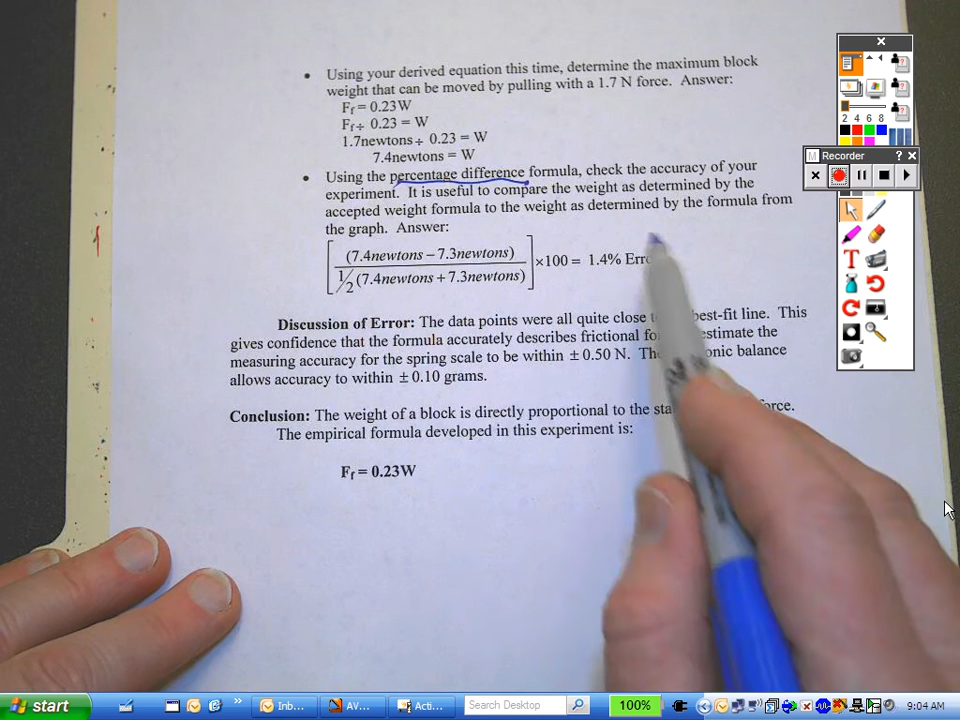 • Using your derived equation this time, determine the maximum block
weight that can be moved by pulling with a 1.7 N force. Answer:
Ff = 0.23W
Ff ÷ 0.23 = W
1.7newtons ÷ 0.23 = W
7.4newtons = W
• Using the percentage difference formula, check the accuracy of your
experiment. It is useful to compare the weight as determined by the
accepted weight formula to the weight as determined by the formula from
the graph. Answer:
[(7.4newtons − 7.3newtons)
½(7.4newtons + 7.3newtons)] ×100 = 1.4% Erro
Discussion of Error: The data points were all quite close best-fit line. This
gives confidence that the formula accurately describes frictional estimate the
measuring accuracy for the spring scale to be within ± 0.50 N. balance
allows accuracy to within ± 0.10 grams.
Conclusion: The weight of a block is directly proportional to the force.
The empirical formula developed in this experiment is:
Ff = 0.23W
2 4 6 8
M Recorder ? ×
T
start
Inb...
AV...
Acti...
Search Desktop
100%
9:04 AM